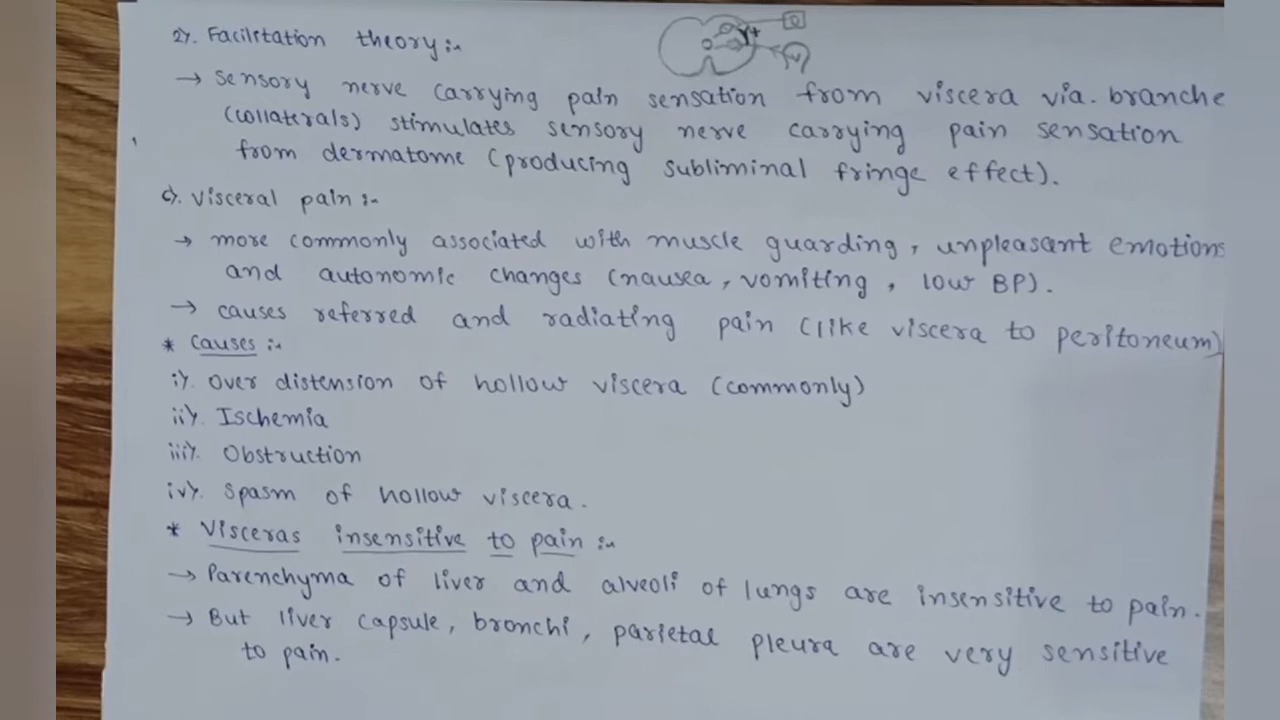 2). Facilitation theory :-
→ Sensory nerve carrying pain sensation from viscera via. branche
(collaterals) stimulates sensory nerve carrying pain sensation
from dermatome (producing subliminal fringe effect).
c). Visceral pain :-
→ more commonly associated with muscle guarding, unpleasant emotions
and autonomic changes (nausea, vomiting, low BP).
→ causes referred and radiating pain (like viscera to peritoneum)
* Causes :-
i). Over distension of hollow viscera (commonly)
ii). Ischemia
iii). Obstruction
iv). Spasm of hollow viscera.
* Visceras insensitive to pain :-
→ Parenchyma of liver and alveoli of lungs are insensitive to pain.
→ But liver capsule, bronchi, parietal pleura are very sensitive
to pain.